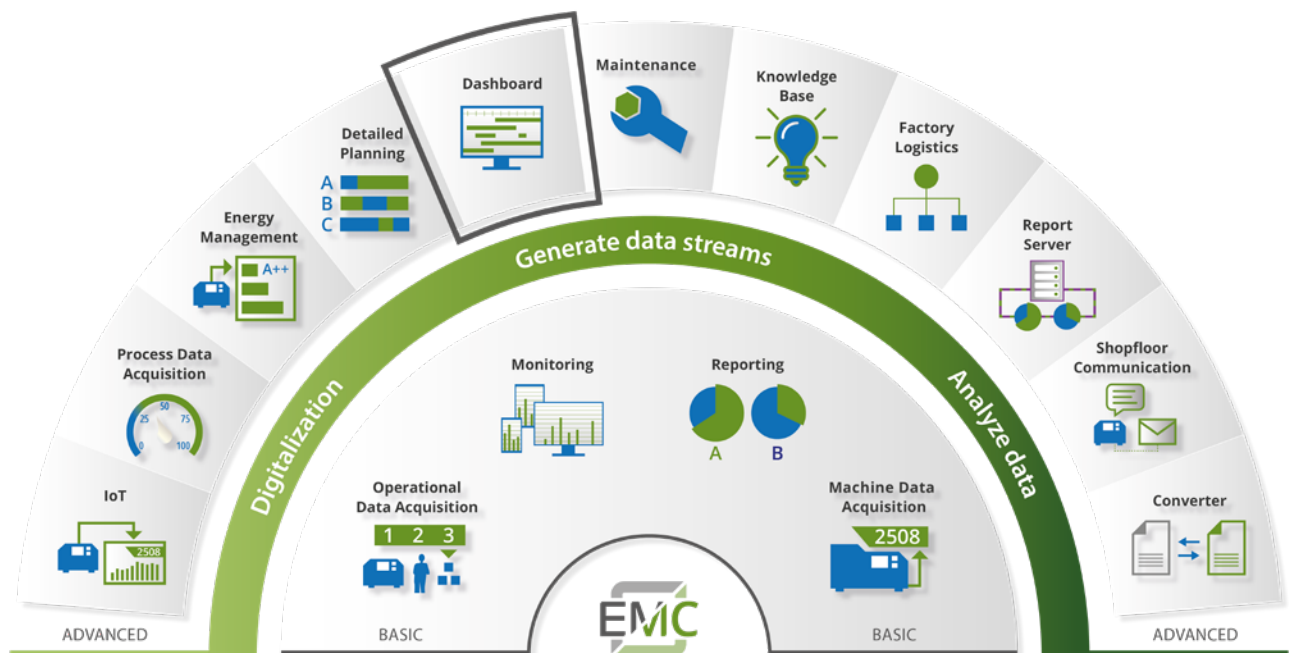 Dashboard
Maintenance
Knowledge
Base
Factory
Logistics
Report
Server
Shopfloor
Communication
Converter
Detailed
Planning
A
B
C
Energy
Management
A++
Process Data
Acquisition
0
25
50
75
100
IoT
2508
Digitalization
Generate data streams
Analyze data
Monitoring
Reporting
A
B
Operational
Data Acquisition
1 2 3
Machine Data
Acquisition
2508
EMC
ADVANCED
BASIC
BASIC
ADVANCED